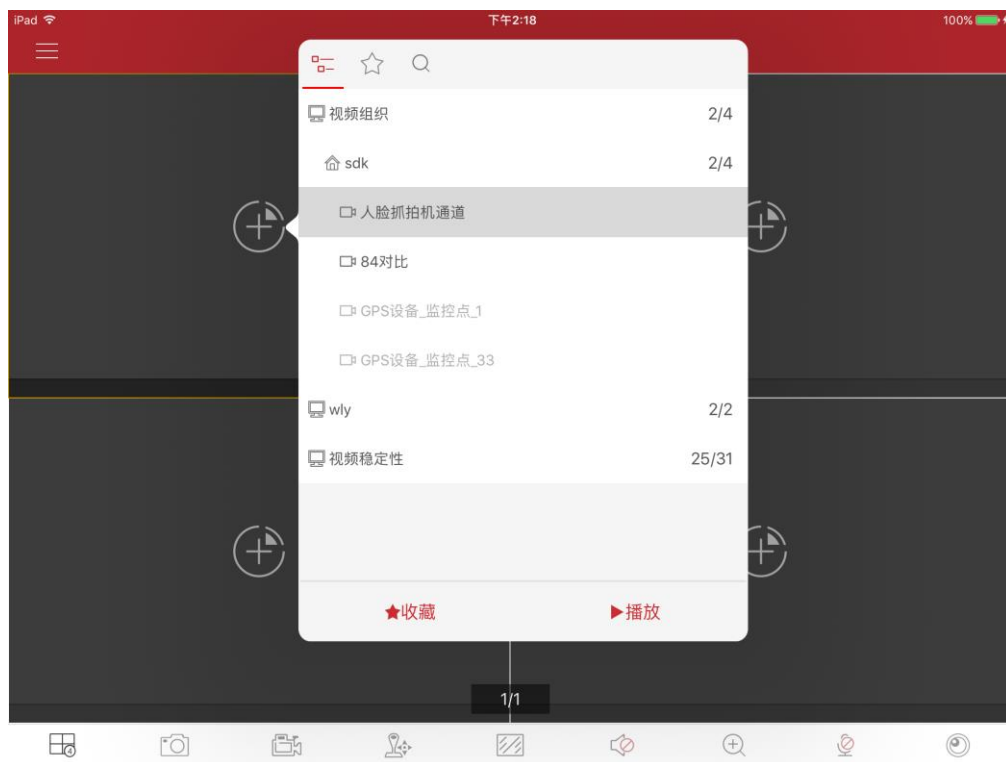 iPad 下午2:18 100%
视频组织 2/4
sdk 2/4
人脸抓拍机通道
84对比
GPS设备_监控点_1
GPS设备_监控点_33
wly 2/2
视频稳定性 25/31
★收藏 ▶播放
1/1
4